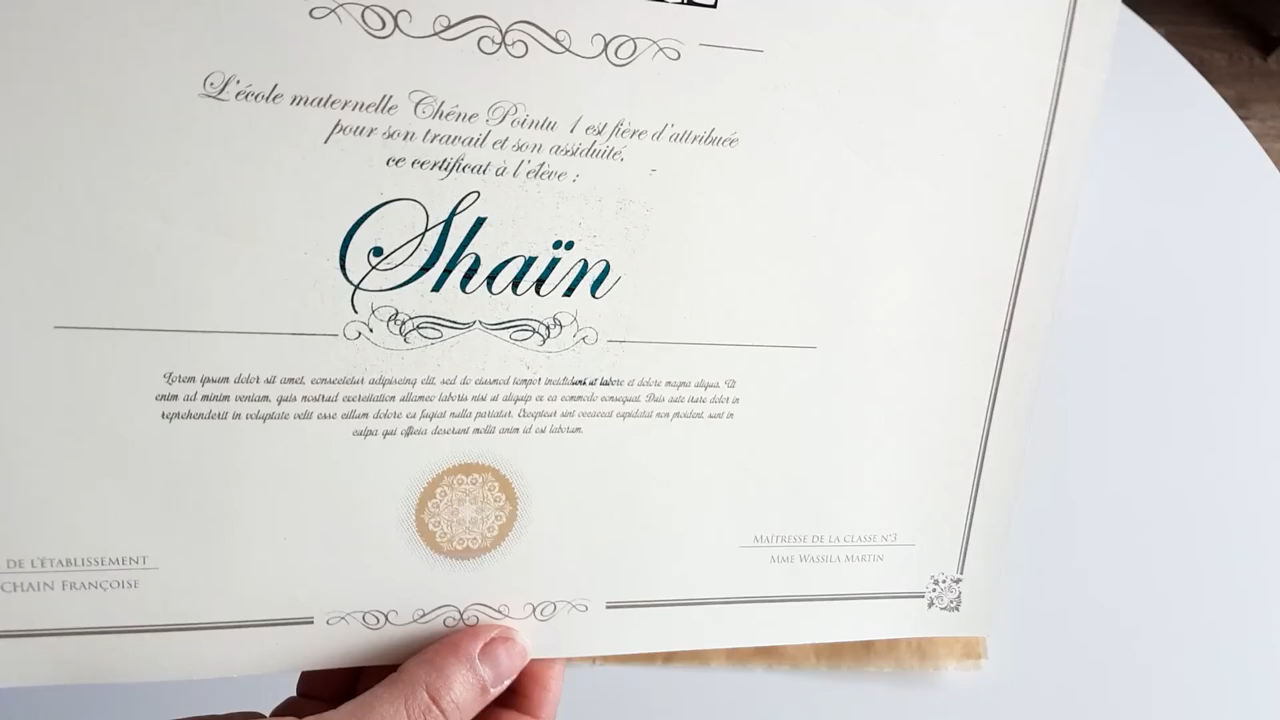 L'école maternelle Chêne Pointu 1 est fière d'attribuée
pour son travail et son assiduité,
ce certificat à l'élève :
Shaïn
Lorem ipsum dolor sit amet, consectetur adipiscing elit, sed do eiusmod tempor incididunt ut labore et dolore magna aliqua. Ut
enim ad minim veniam, quis nostrud exercitation ullamco laboris nisi ut aliquip ex ea commodo consequat. Duis aute irure dolor in
reprehenderit in voluptate velit esse cillum dolore eu fugiat nulla pariatur. Excepteur sint occaecat cupidatat non proident, sunt in
culpa qui officia deserunt mollit anim id est laborum.
DE L'ÉTABLISSEMENT
CHAIN FRANÇOISE
MAÎTRESSE DE LA CLASSE N°3
MME WASSILA MARTIN